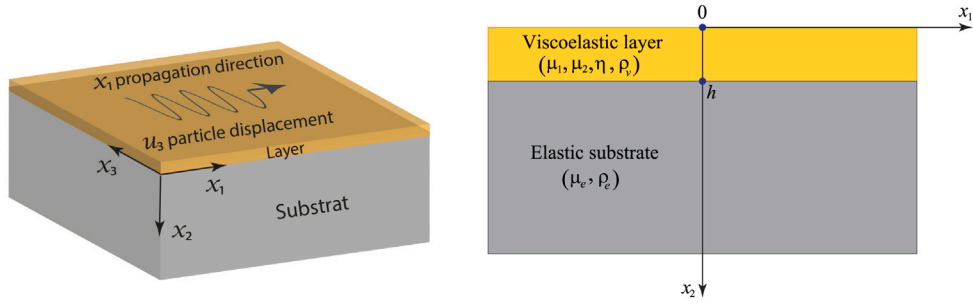 x₁ propagation direction
u₃ particle displacement
Layer
x₃
x₁
Substrat
x₂
0
x₁
Viscoelastic layer
(μ₁, μ₂, η, ρᵥ)
h
Elastic substrate
(μₑ, ρₑ)
x₂